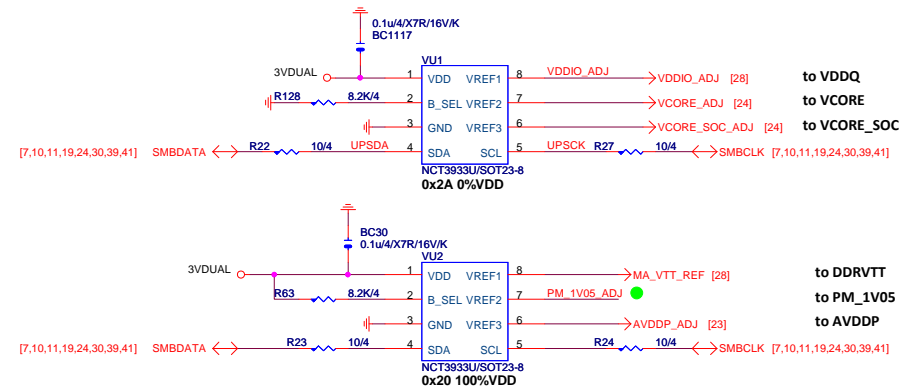 0.1u/4/X7R/16V/K
BC1117
VU1
3VDUAL 1 VDD VREF1 8 VDDIO_ADJ VDDIO_ADJ [28] to VDDQ
R128 8.2K/4 2 B_SEL VREF2 7 VCORE_ADJ [24] to VCORE
3 GND VREF3 6 VCORE_SOC_ADJ [24] to VCORE_SOC
[7,10,11,19,24,30,39,41] SMBDATA R22 10/4 UPSDA 4 SDA SCL 5 UPSCK R27 10/4 SMBCLK [7,10,11,19,24,30,39,41]
NCT3933U/SOT23-8
0x2A 0%VDD
BC30
0.1u/4/X7R/16V/K
VU2
3VDUAL 1 VDD VREF1 8 MA_VTT_REF [28] to DDRVTT
R63 8.2K/4 2 B_SEL VREF2 7 PM_1V05_ADJ to PM_1V05
3 GND VREF3 6 AVDDP_ADJ [23] to AVDDP
[7,10,11,19,24,30,39,41] SMBDATA R23 10/4 4 SDA SCL 5 R24 10/4 SMBCLK [7,10,11,19,24,30,39,41]
NCT3933U/SOT23-8
0x20 100%VDD